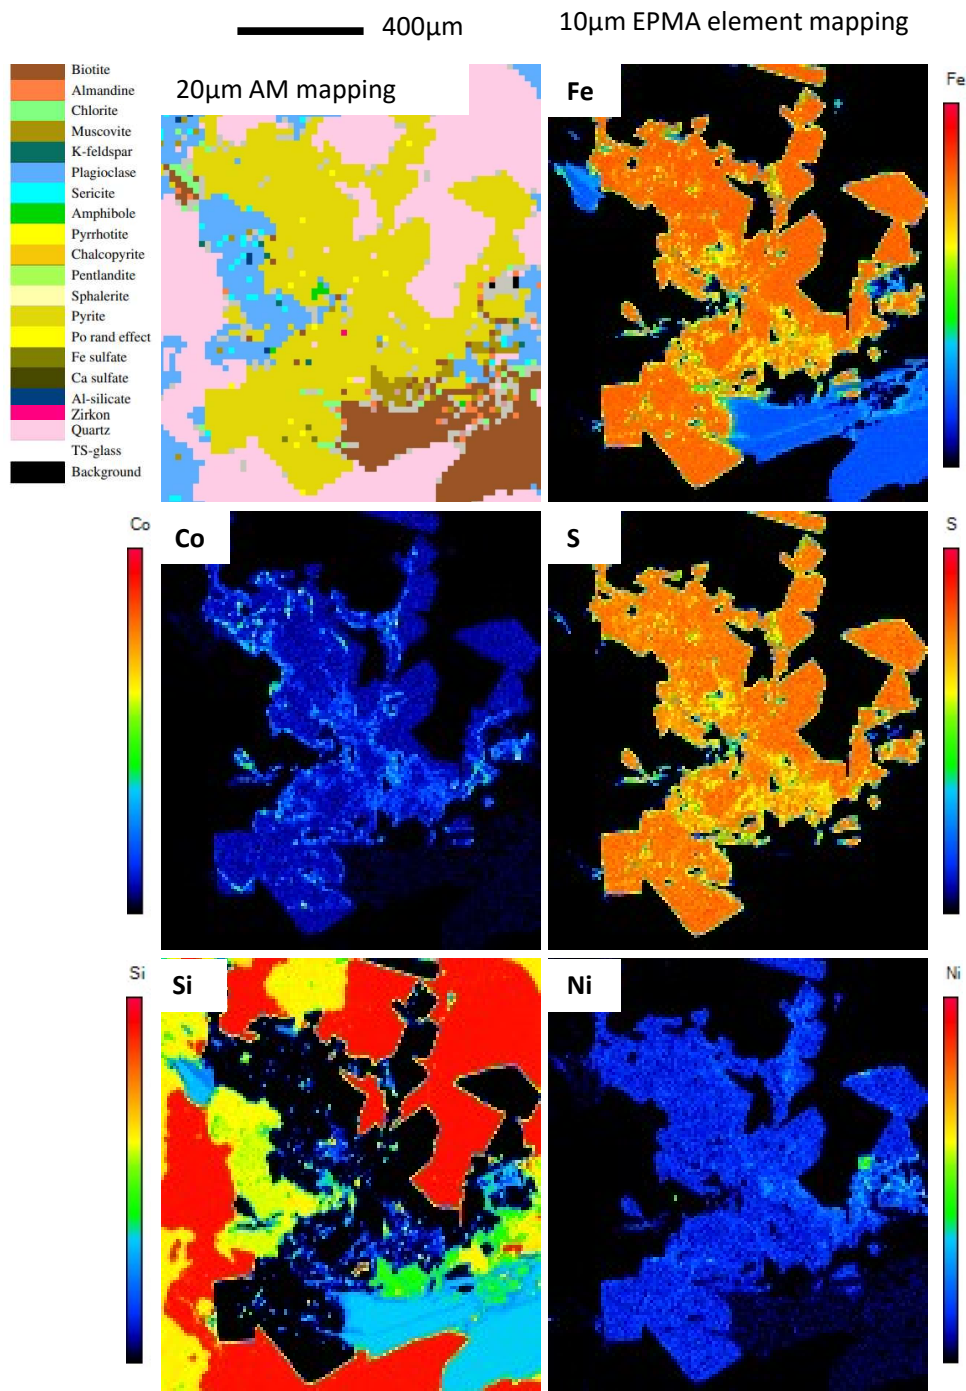 400μm
10μm EPMA element mapping
Biotite
Almandine
Chlorite
Muscovite
K-feldspar
Plagioclase
Sericite
Amphibole
Pyrrhotite
Chalcopyrite
Pentlandite
Sphalerite
Pyrite
Po rand effect
Fe sulfate
Ca sulfate
Al-silicate
Zirkon
Quartz
TS-glass
Background
20μm AM mapping
Fe
Fe
Co
Co
S
S
Si
Si
Ni
Ni